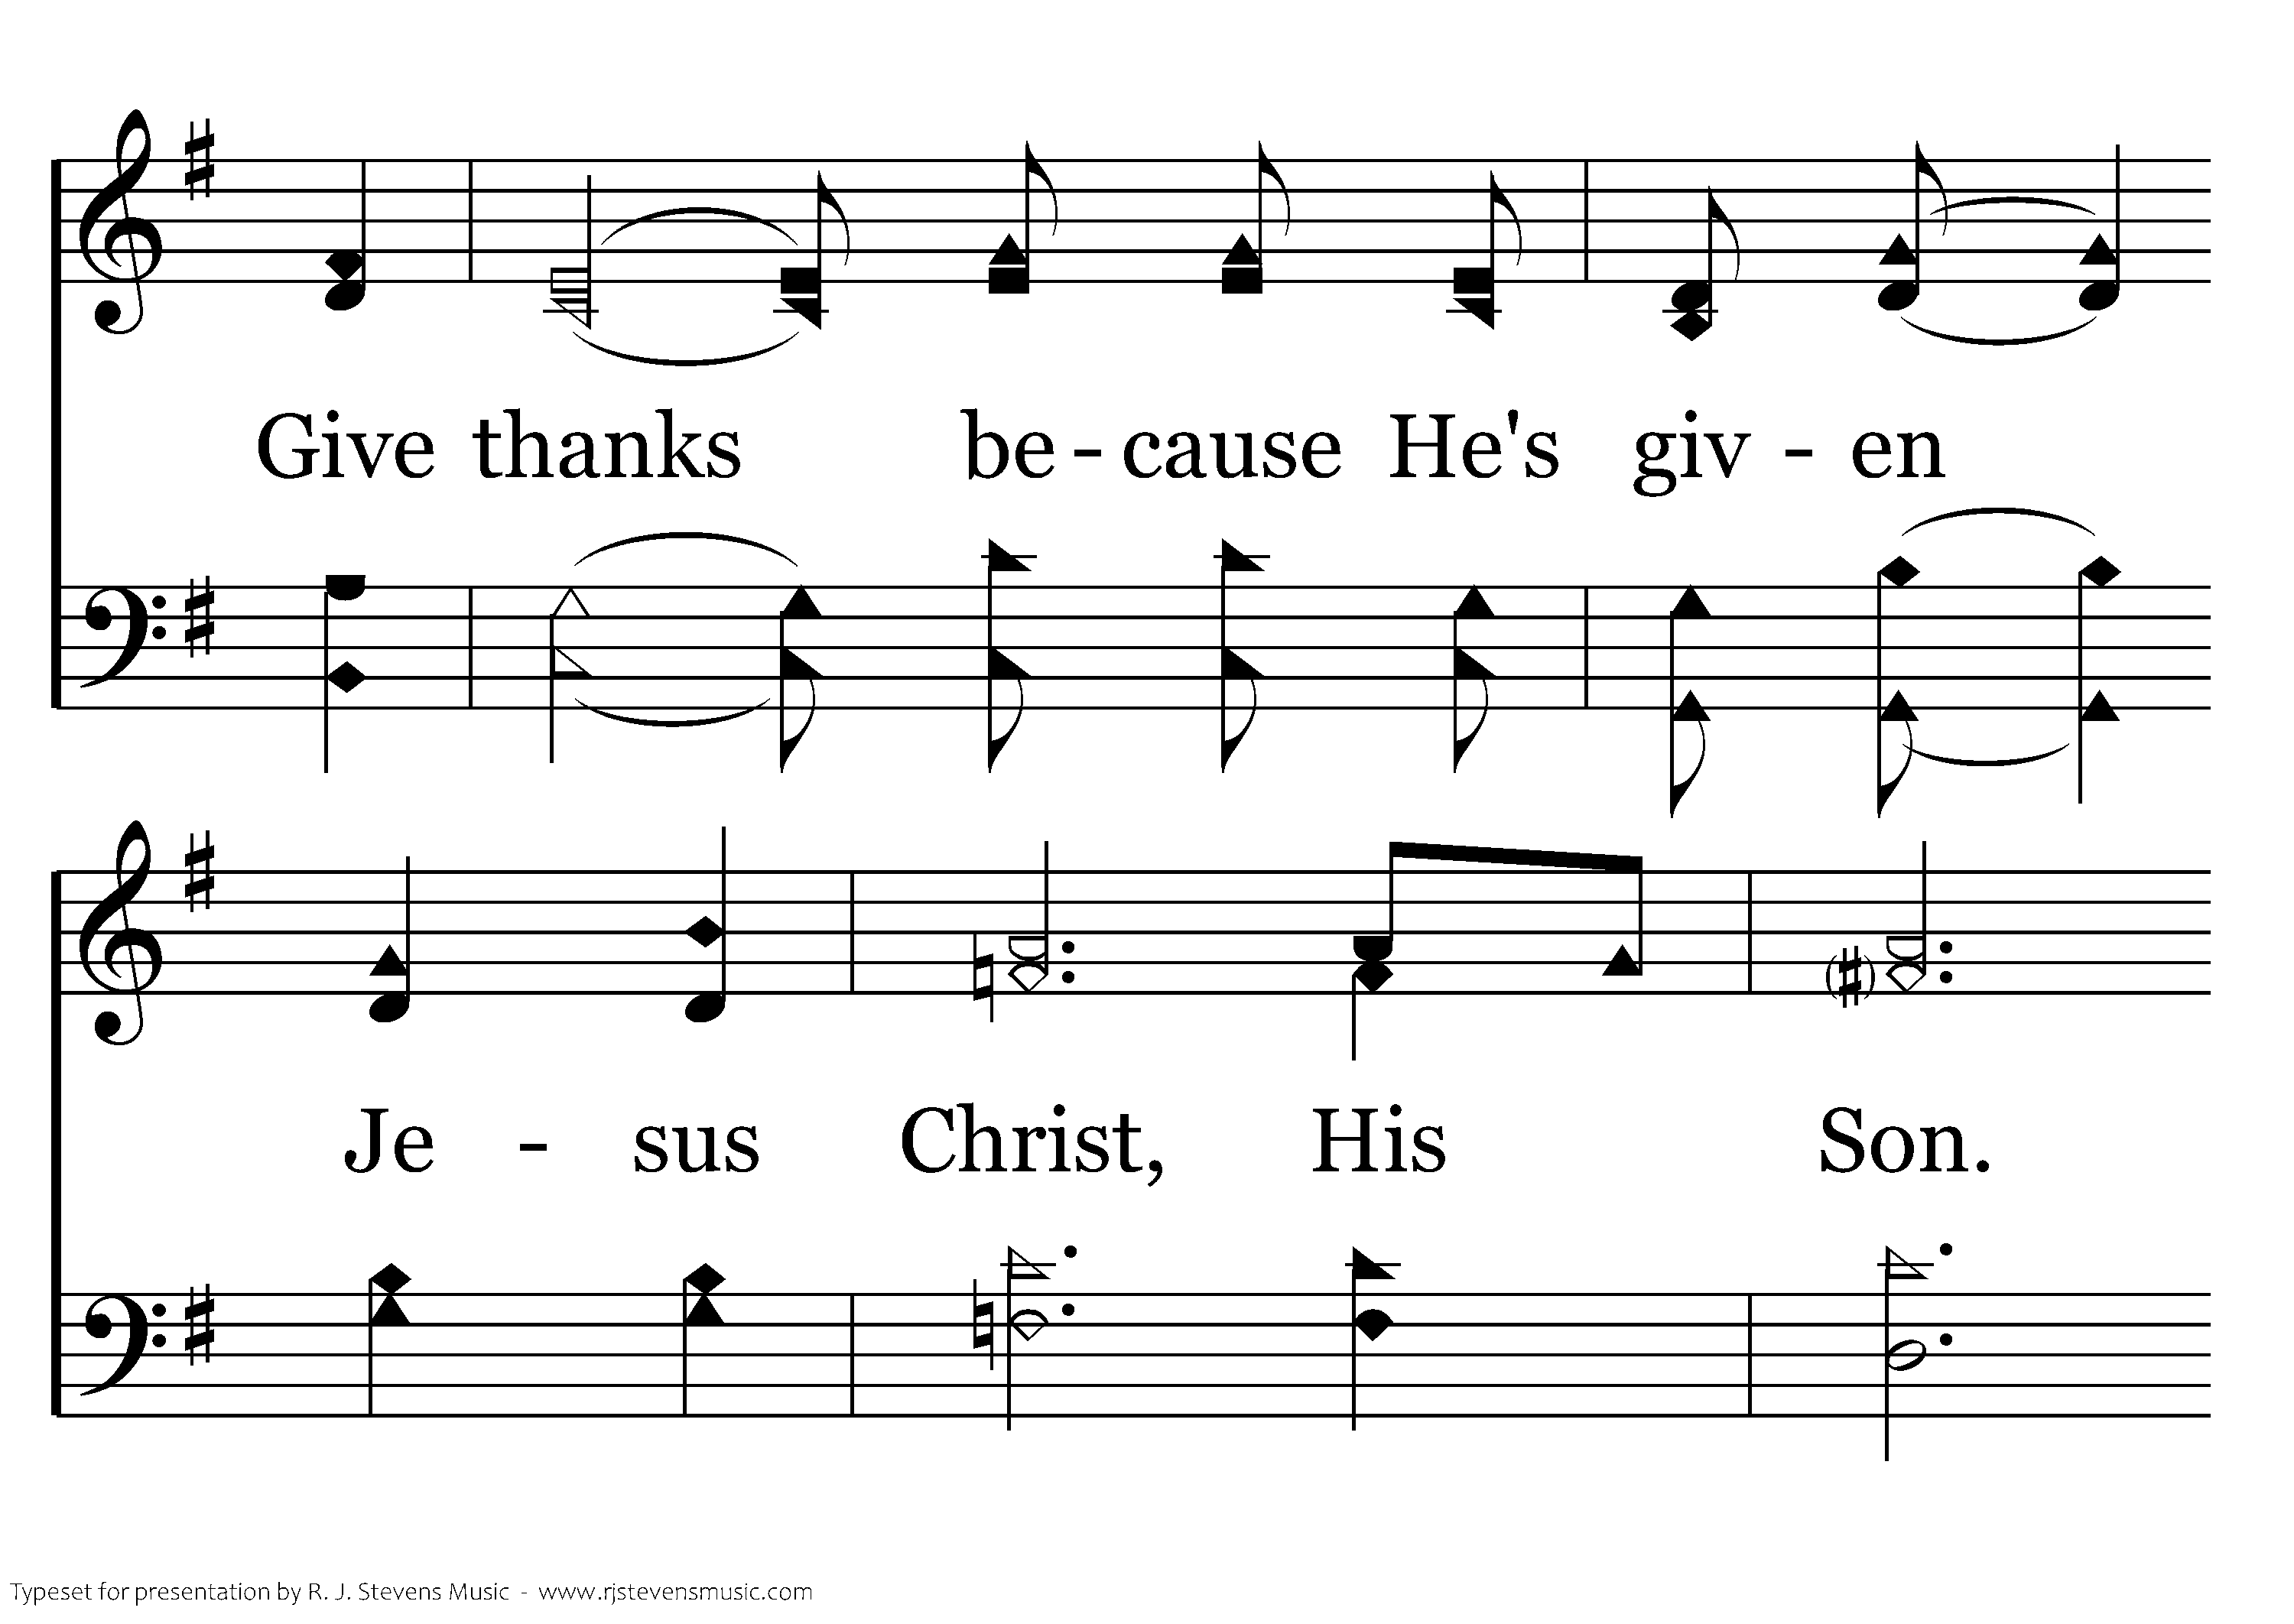 Give thanks be - cause He's giv - en
Je - sus Christ, His Son.
Typeset for presentation by R. J. Stevens Music - www.rjstevensmusic.com